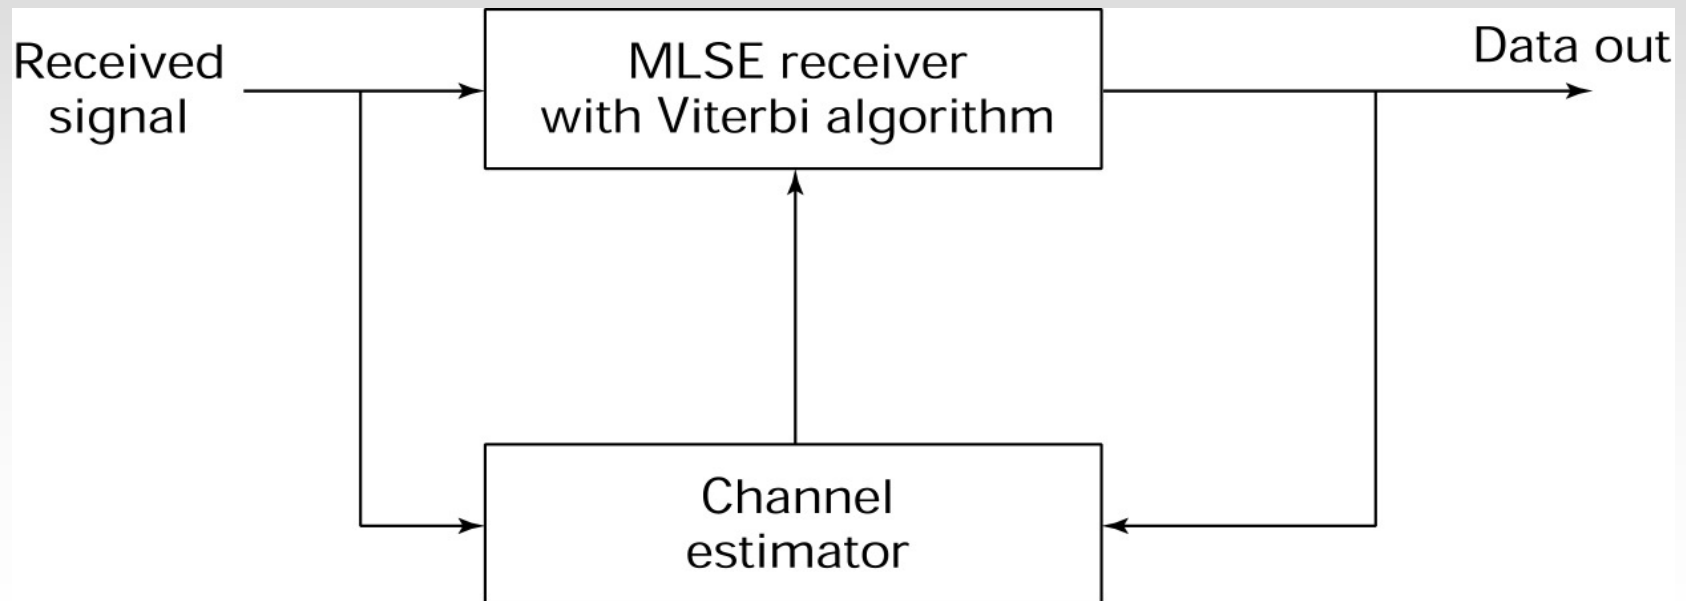 Received
signal
MLSE receiver
with Viterbi algorithm
Data out
Channel
estimator